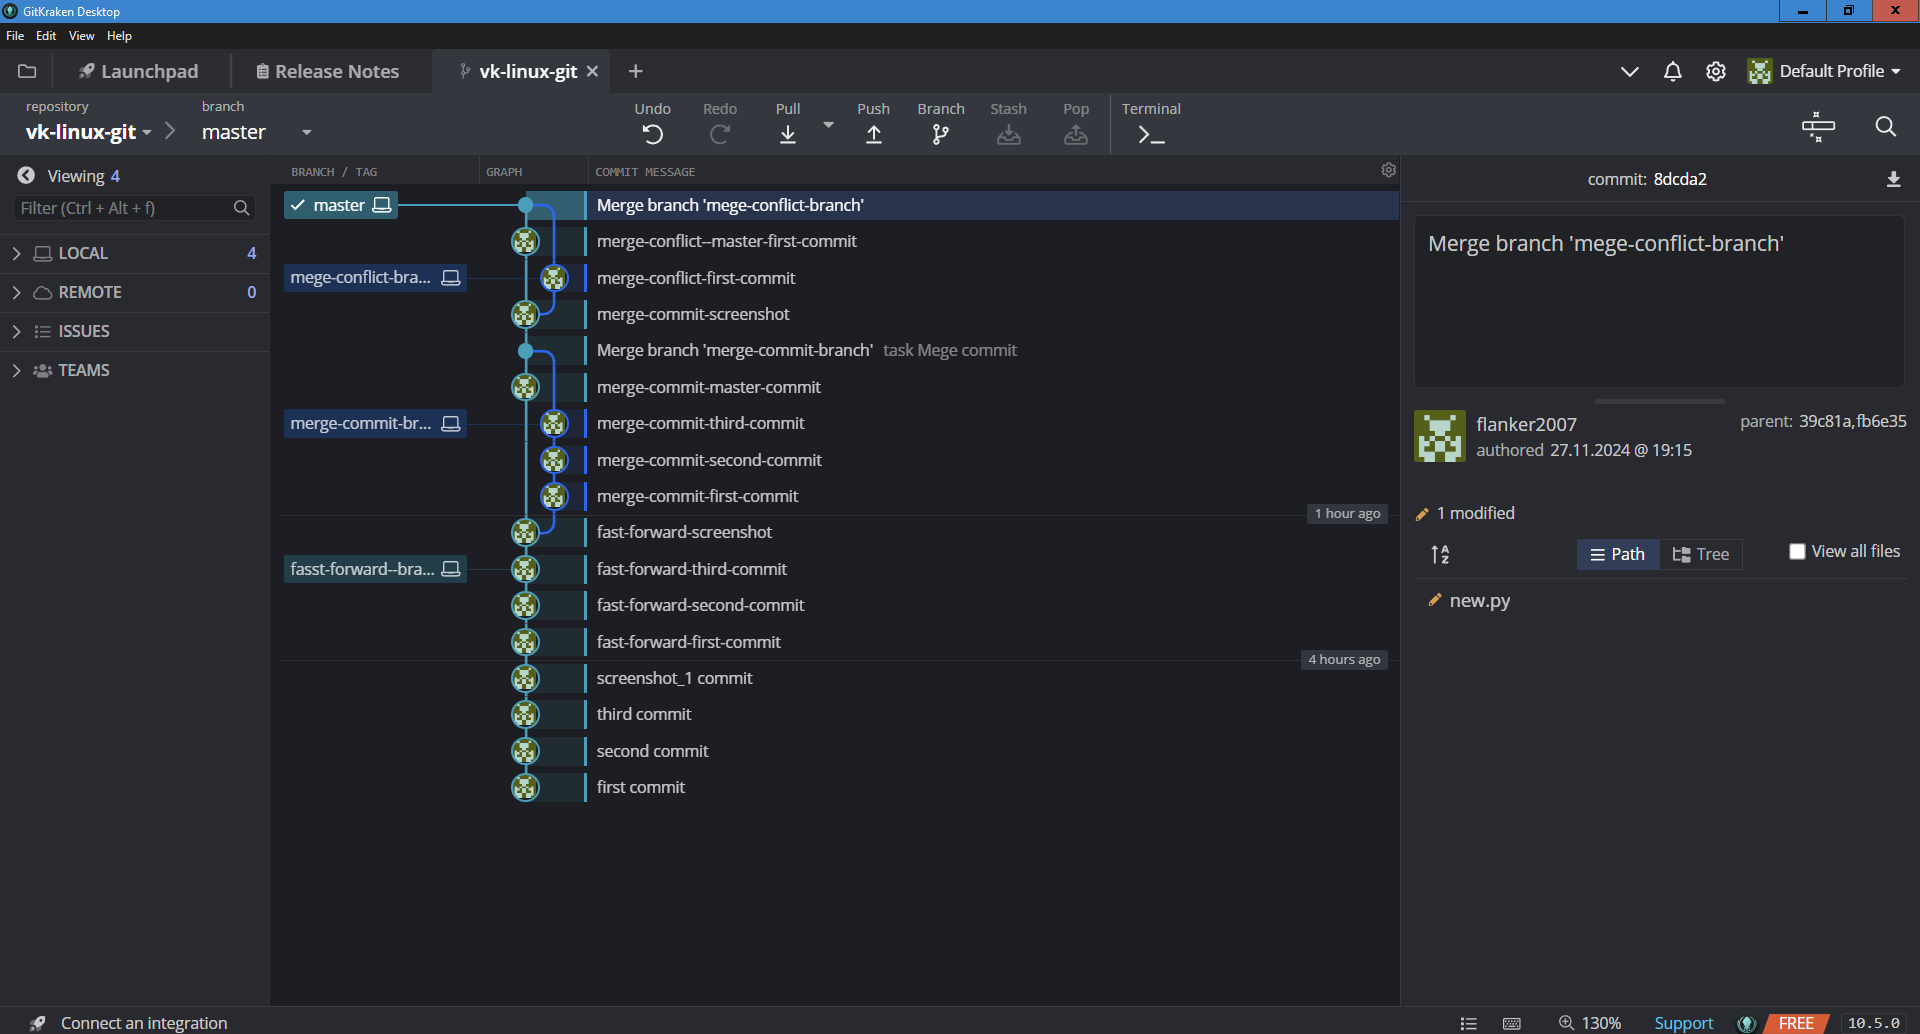 GitKraken Desktop
File Edit View Help
Launchpad
Release Notes
vk-linux-git
Default Profile
repository
vk-linux-git
branch
master
Undo
Redo
Pull
Push
Branch
Stash
Pop
Terminal
Viewing 4
Filter (Ctrl + Alt + f)
LOCAL 4
REMOTE 0
ISSUES
TEAMS
BRANCH / TAG
GRAPH
COMMIT MESSAGE
master
Merge branch 'mege-conflict-branch'
merge-conflict--master-first-commit
mege-conflict-bra...
merge-conflict-first-commit
merge-commit-screenshot
Merge branch 'merge-commit-branch' task Mege commit
merge-commit-master-commit
merge-commit-br...
merge-commit-third-commit
merge-commit-second-commit
merge-commit-first-commit
1 hour ago
fast-forward-screenshot
fasst-forward--bra...
fast-forward-third-commit
fast-forward-second-commit
fast-forward-first-commit
4 hours ago
screenshot_1 commit
third commit
second commit
first commit
commit: 8dcda2
Merge branch 'mege-conflict-branch'
flanker2007
authored 27.11.2024 @ 19:15
parent: 39c81a,fb6e35
1 modified
Path
Tree
View all files
new.py
Connect an integration
130%
Support
FREE
10.5.0